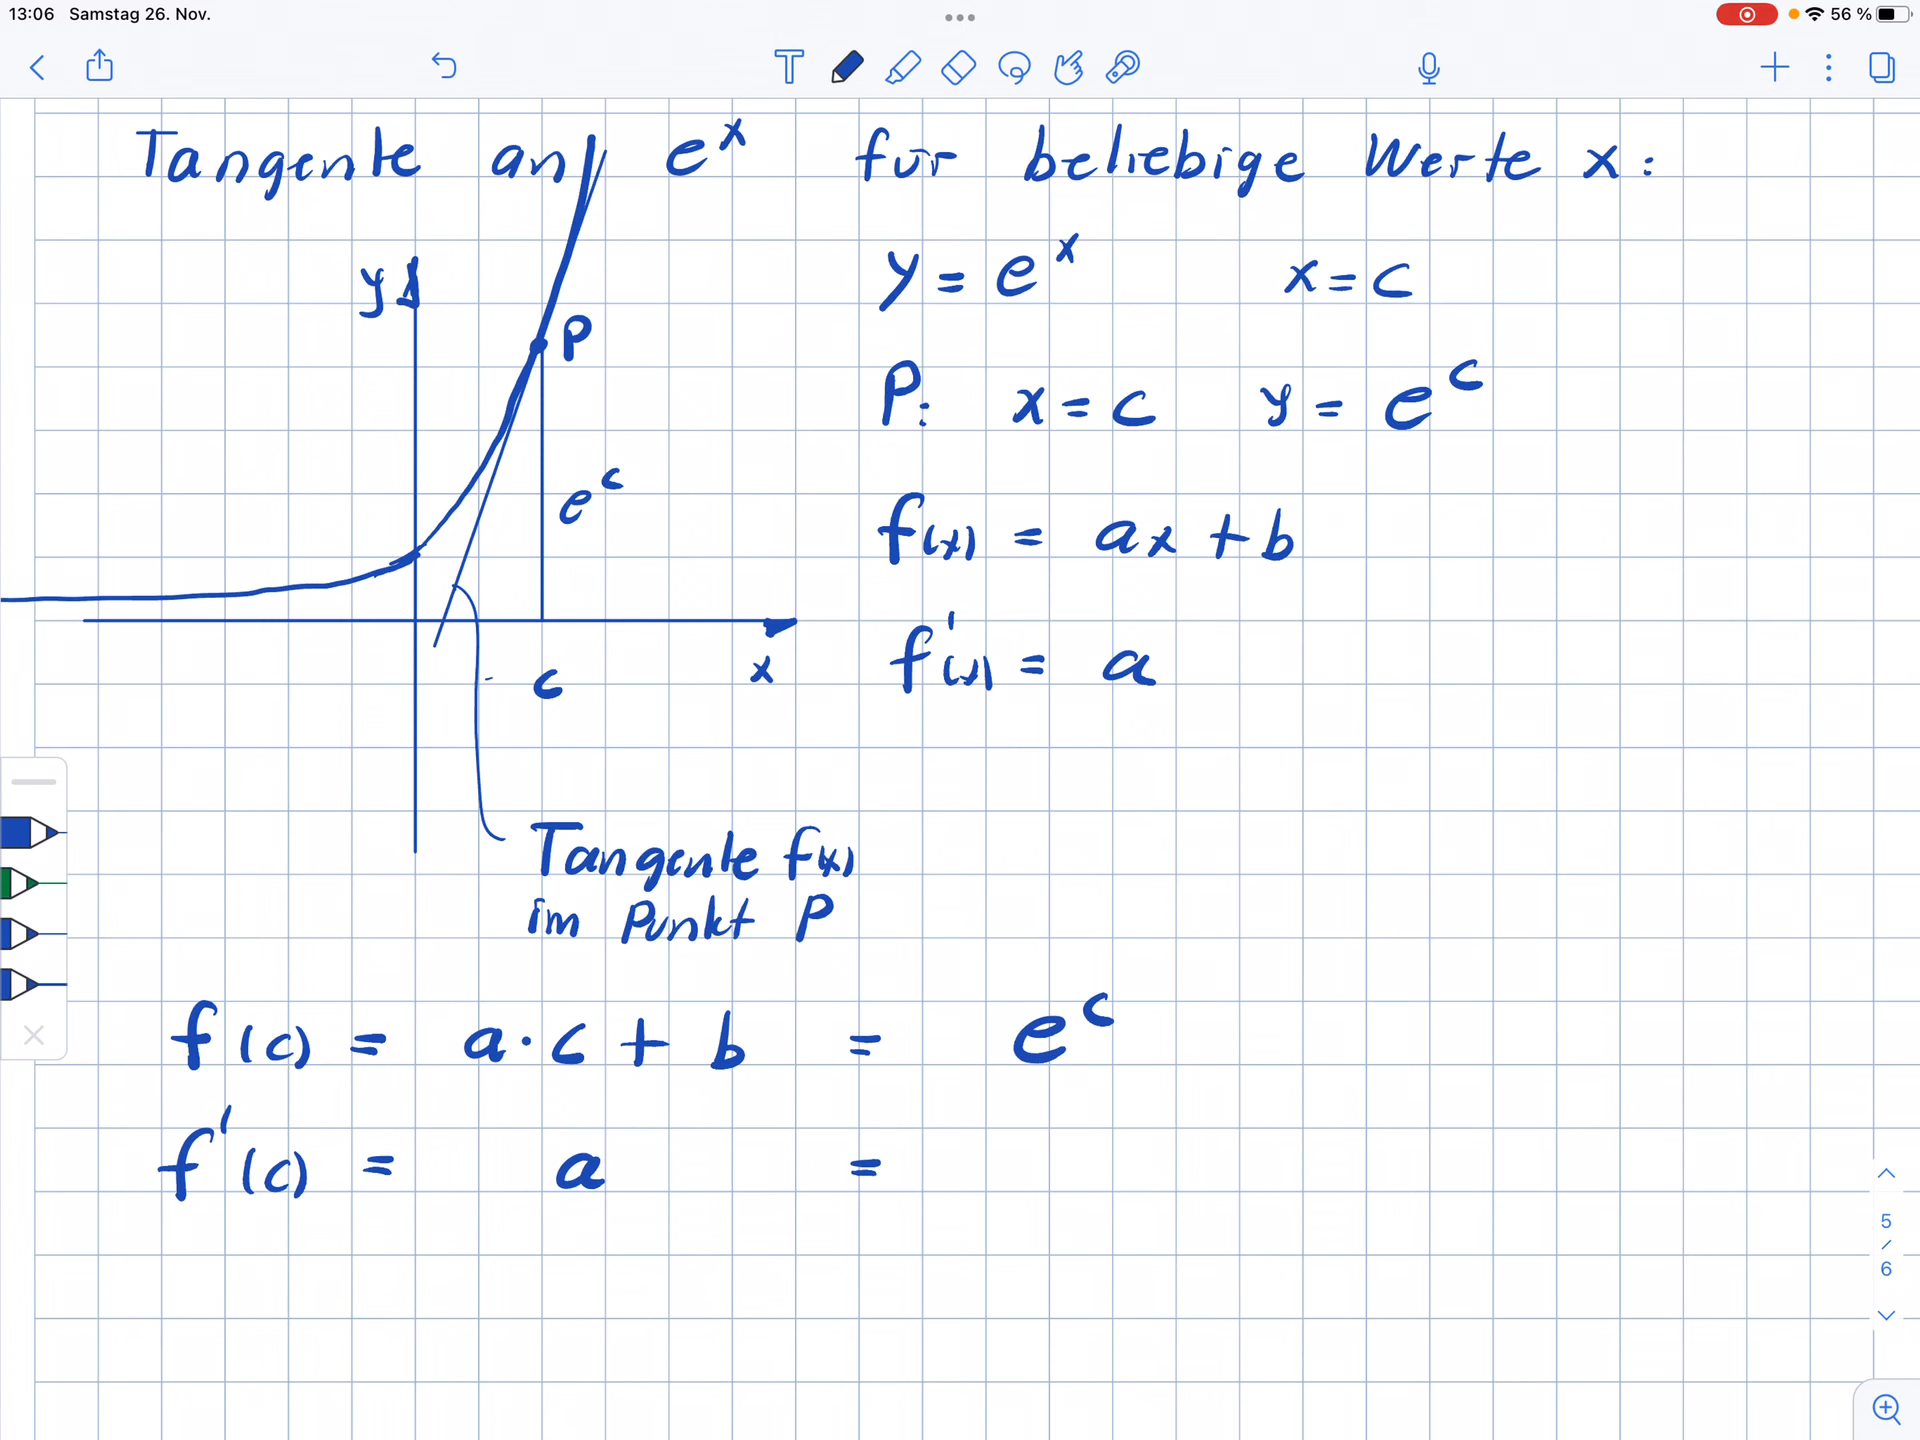 13:06 Samstag 26. Nov. 56 %
T
Tangente an e^x für beliebige Werte x:
y = e^x x = c
y
P
P: x = c y = e^c
e^c
f(x) = ax + b
f'(x) = a
c x
Tangente f(x)
im Punkt P
f(c) = a · c + b = e^c
f'(c) = a =
5
/
6